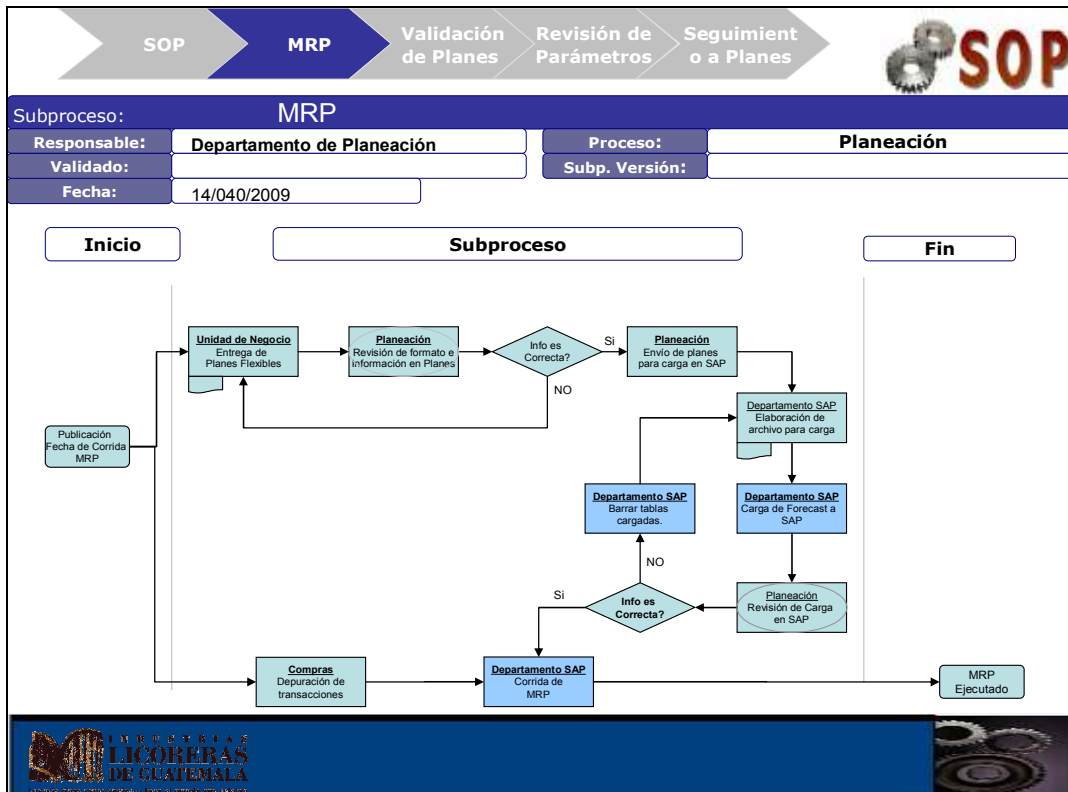 SOP
MRP
Validación
de Planes
Revisión de
Parámetros
Seguimient
o a Planes
SOP
Subproceso:
MRP
Responsable:
Departamento de Planeación
Proceso:
Planeación
Validado:
Subp. Versión:
Fecha:
14/040/2009
Inicio
Subproceso
Fin
Unidad de Negocio
Entrega de
Planes Flexibles
Planeación
Revisión de formato e
información en Planes
Info es
Correcta?
Si
NO
Planeación
Envío de planes
para carga en SAP
Departamento SAP
Elaboración de
archivo para carga
Publicación
Fecha de Corrida
MRP
Departamento SAP
Barrar tablas
cargadas.
Departamento SAP
Carga de Forecast a
SAP
NO
Si
Info es
Correcta?
Planeación
Revisión de Carga
en SAP
Compras
Depuración de
transacciones
Departamento SAP
Corrida de
MRP
MRP
Ejecutado
INDUSTRIAS
LICORERAS
DE GUATEMALA